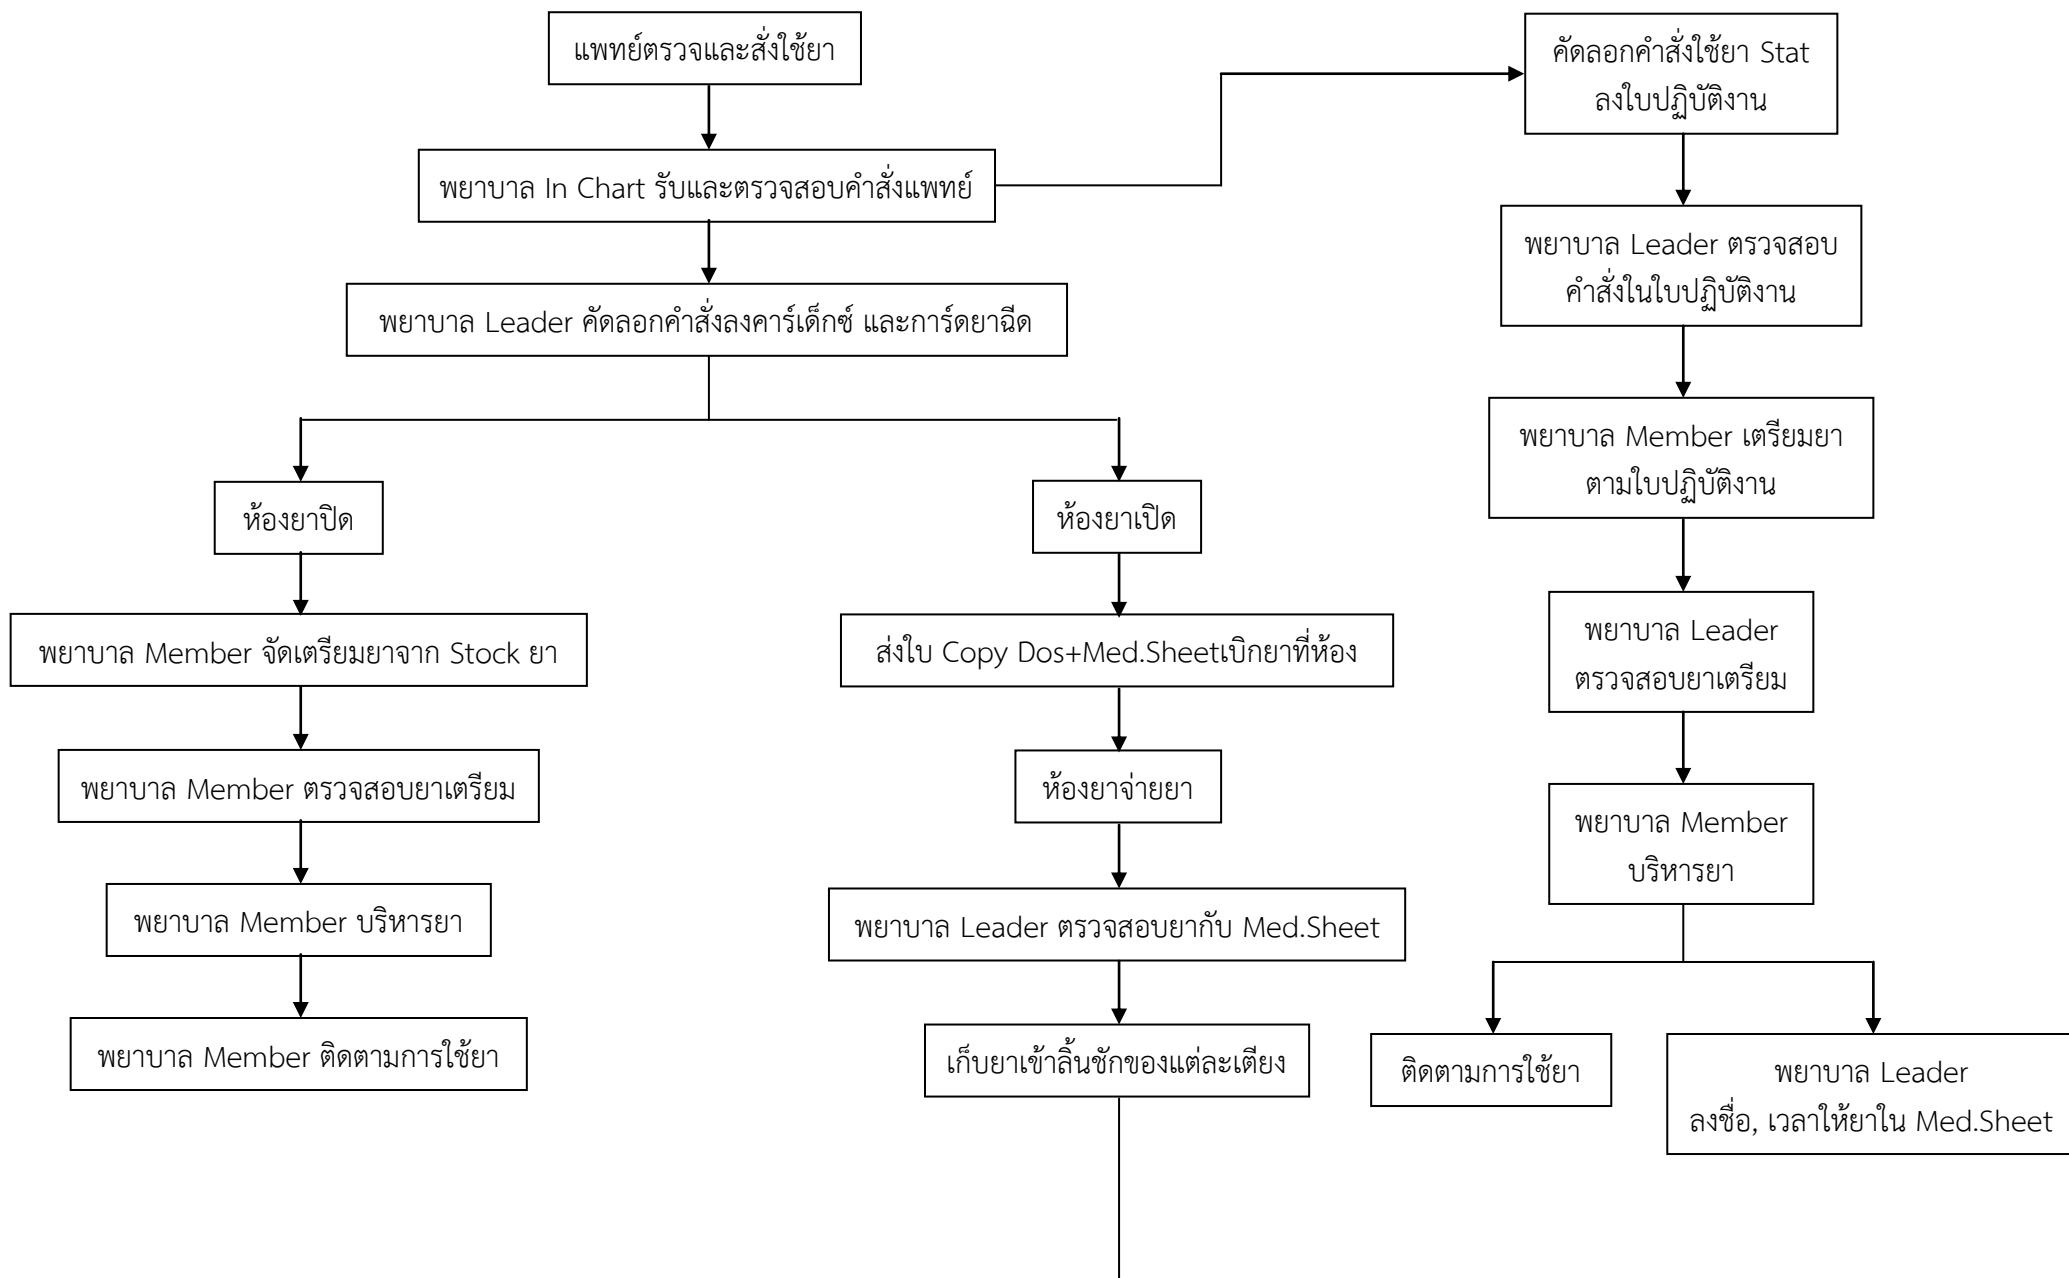 แพทย์ตรวจและสั่งใช้ยา
พยาบาล In Chart รับและตรวจสอบคำสั่งแพทย์
พยาบาล Leader คัดลอกคำสั่งลงคาร์เด็กซ์ และการ์ดยาฉีด
ห้องยาปิด
พยาบาล Member จัดเตรียมยาจาก Stock ยา
พยาบาล Member ตรวจสอบยาเตรียม
พยาบาล Member บริหารยา
พยาบาล Member ติดตามการใช้ยา
ห้องยาเปิด
ส่งใบ Copy Dos+Med.Sheetเบิกยาที่ห้อง
ห้องยาจ่ายยา
พยาบาล Leader ตรวจสอบยากับ Med.Sheet
เก็บยาเข้าลิ้นชักของแต่ละเตียง
คัดลอกคำสั่งใช้ยา Stat
ลงใบปฏิบัติงาน
พยาบาล Leader ตรวจสอบ
คำสั่งในใบปฏิบัติงาน
พยาบาล Member เตรียมยา
ตามใบปฏิบัติงาน
พยาบาล Leader
ตรวจสอบยาเตรียม
พยาบาล Member
บริหารยา
ติดตามการใช้ยา
พยาบาล Leader
ลงชื่อ, เวลาให้ยาใน Med.Sheet